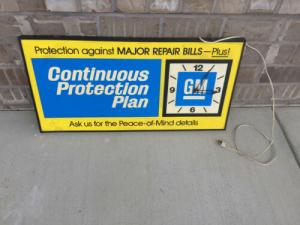 Protection against MAJOR REPAIR BILLS—Plus!
Continuous
Protection
Plan
12
9
3
6
GM
Ask us for the Peace-of-Mind details